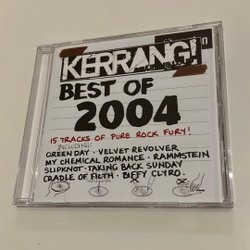 KERRANG!
BEST OF
2004
15 TRACKS OF PURE ROCK FURY!
INCLUDING:
GREEN DAY · VELVET REVOLVER
MY CHEMICAL ROMANCE · RAMMSTEIN
SLIPKNOT · TAKING BACK SUNDAY
CRADLE OF FILTH · BIFFY CLYRO.